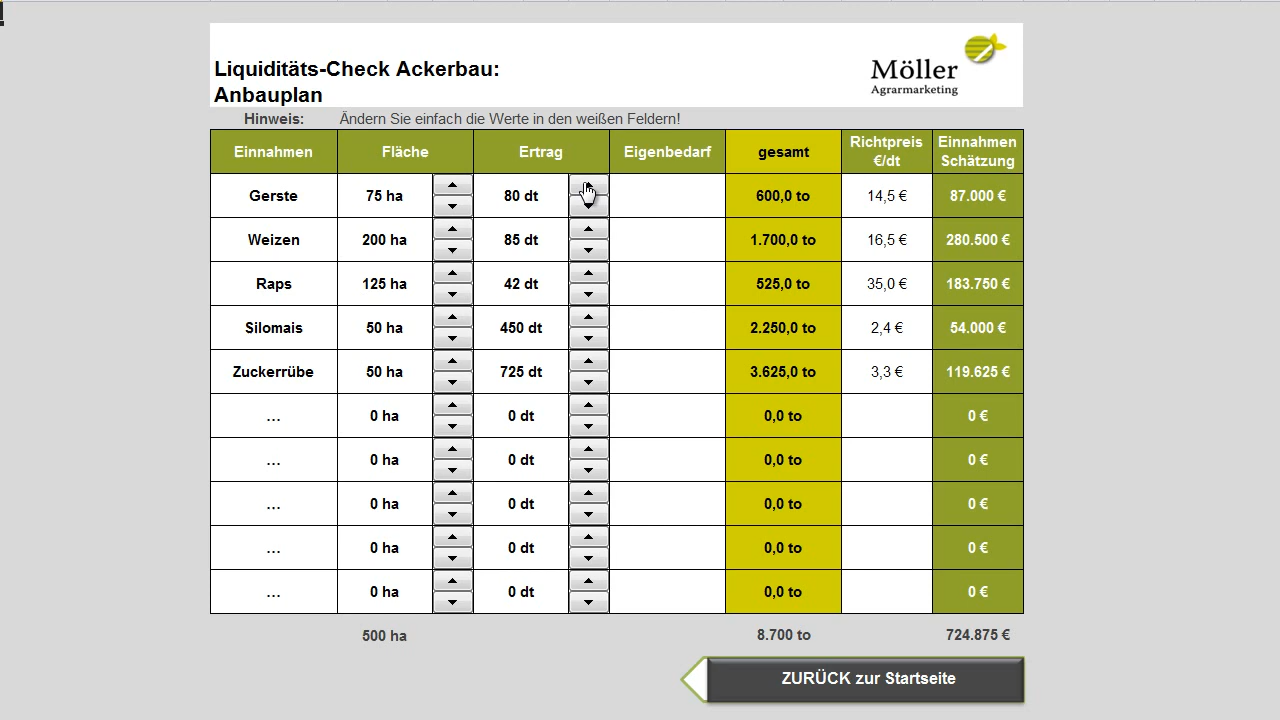 Liquiditäts-Check Ackerbau:
Anbauplan
Möller
Agrarmarketing
Hinweis: Ändern Sie einfach die Werte in den weißen Feldern!
Einnahmen Fläche Ertrag Eigenbedarf gesamt Richtpreis €/dt Einnahmen Schätzung
Gerste 75 ha 80 dt 600,0 to 14,5 € 87.000 €
Weizen 200 ha 85 dt 1.700,0 to 16,5 € 280.500 €
Raps 125 ha 42 dt 525,0 to 35,0 € 183.750 €
Silomais 50 ha 450 dt 2.250,0 to 2,4 € 54.000 €
Zuckerrübe 50 ha 725 dt 3.625,0 to 3,3 € 119.625 €
... 0 ha 0 dt 0,0 to 0 €
... 0 ha 0 dt 0,0 to 0 €
... 0 ha 0 dt 0,0 to 0 €
... 0 ha 0 dt 0,0 to 0 €
... 0 ha 0 dt 0,0 to 0 €
500 ha 8.700 to 724.875 €
ZURÜCK zur Startseite